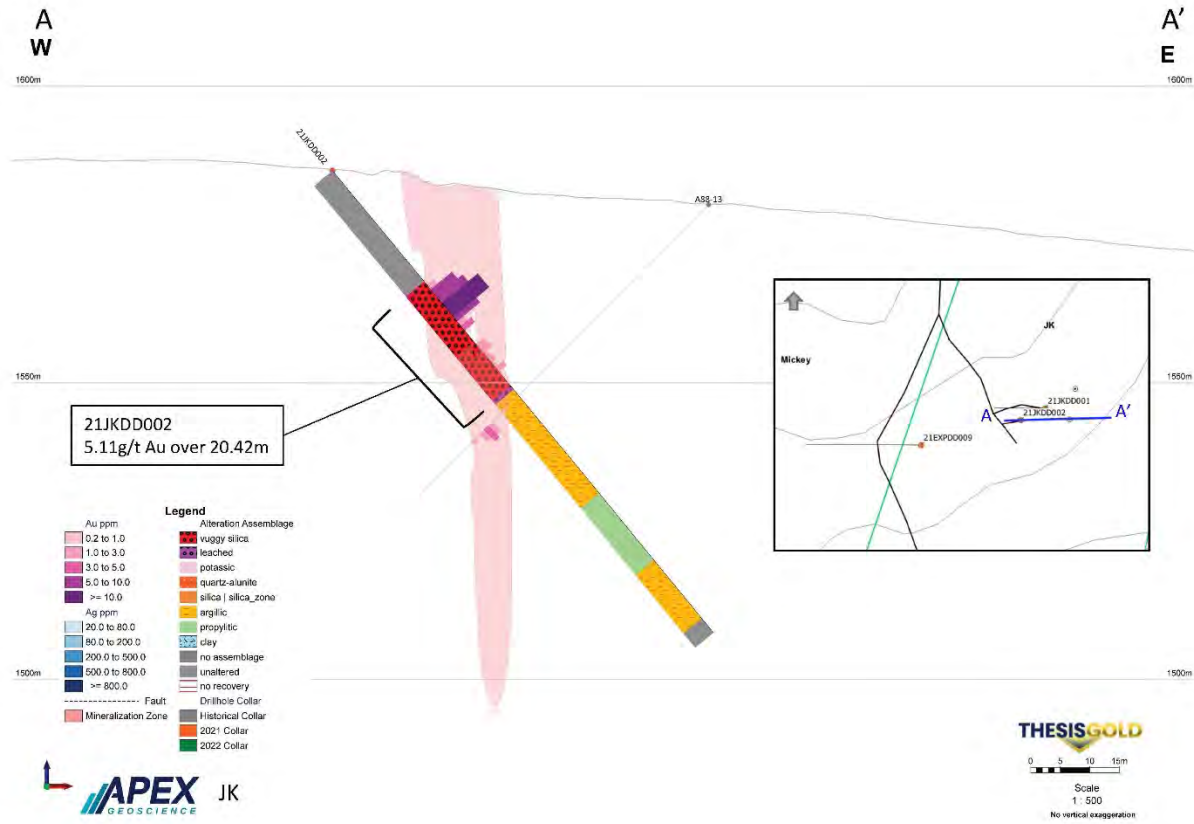 A
W
A'
E
1600m
1600m
21JKDD002
A88-13
1550m
1550m
21JKDD002
5.11g/t Au over 20.42m
Mickey
JK
21JKDD001
A
21JKDD002
A'
21EXPDD009
Legend
Au ppm
0.2 to 1.0
1.0 to 3.0
3.0 to 5.0
5.0 to 10.0
>= 10.0
Ag ppm
20.0 to 80.0
80.0 to 200.0
200.0 to 500.0
500.0 to 800.0
>= 800.0
Fault
Mineralization Zone
Alteration Assemblage
vuggy silica
leached
potassic
quartz-alunite
silica | silica_zone
argillic
propylitic
clay
no assemblage
unaltered
no recovery
Drillhole Collar
Historical Collar
2021 Collar
2022 Collar
1500m
1500m
APEX
GEOSCIENCE
JK
THESISGOLD
0 5 10 15m
Scale
1 : 500
No vertical exaggeration